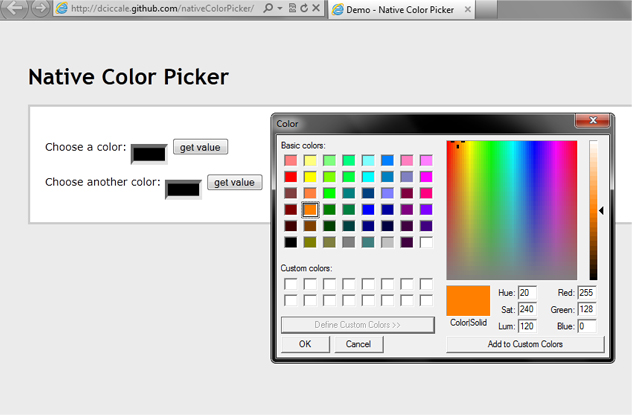 http://dciccale.github.com/nativeColorPicker/
Demo - Native Color Picker
Native Color Picker
Choose a color:
get value
Choose another color:
get value
Color
Basic colors:
Custom colors:
Define Custom Colors >>
OK
Cancel
Color|Solid
Hue: 20
Sat: 240
Lum: 120
Red: 255
Green: 128
Blue: 0
Add to Custom Colors